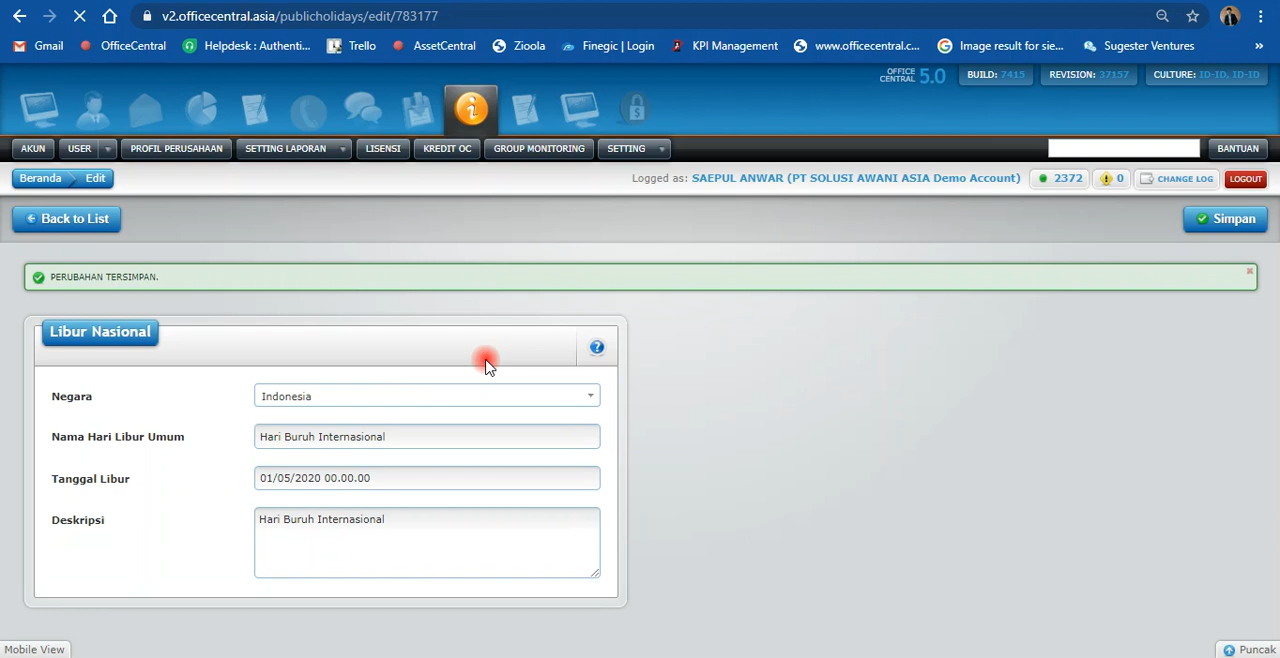 v2.officecentral.asia/publicholidays/edit/783177
Gmail OfficeCentral Helpdesk : Authenti... Trello AssetCentral Zioola Finegic | Login KPI Management www.officecentral.c... Image result for sie... Sugester Ventures »
OFFICE CENTRAL 5.0 BUILD: 7415 REVISION: 37157 CULTURE: ID-ID, ID-ID
AKUN USER PROFIL PERUSAHAAN SETTING LAPORAN LISENSI KREDIT OC GROUP MONITORING SETTING BANTUAN
Beranda Edit Logged as: SAEPUL ANWAR (PT SOLUSI AWANI ASIA Demo Account) 2372 0 CHANGE LOG LOGOUT
Back to List Simpan
PERUBAHAN TERSIMPAN.
Libur Nasional
Negara Indonesia
Nama Hari Libur Umum Hari Buruh Internasional
Tanggal Libur 01/05/2020 00.00.00
Deskripsi Hari Buruh Internasional
Mobile View Puncak